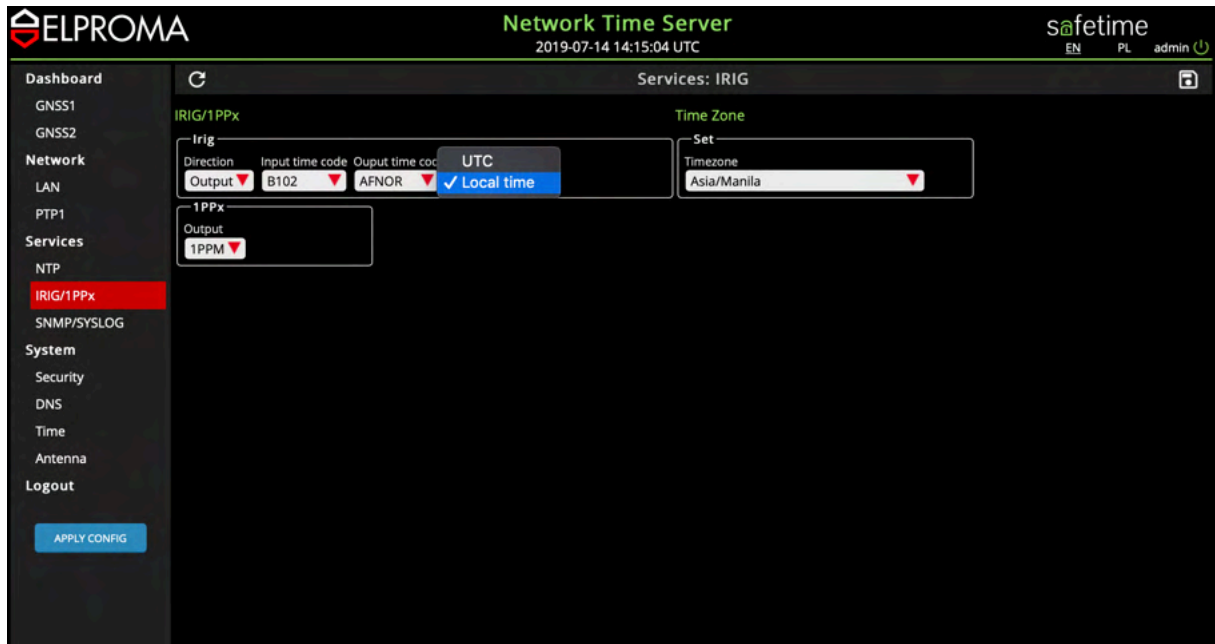 ELPROMA
Network Time Server
2019-07-14 14:15:04 UTC
safetime
EN PL admin
Dashboard
GNSS1
GNSS2
Network
LAN
PTP1
Services
NTP
IRIG/1PPx
SNMP/SYSLOG
System
Security
DNS
Time
Antenna
Logout
APPLY CONFIG
Services: IRIG
IRIG/1PPx
Irig
Direction Input time code Ouput time cod
Output B102 AFNOR
UTC
✓ Local time
1PPx
Output
1PPM
Time Zone
Set
Timezone
Asia/Manila